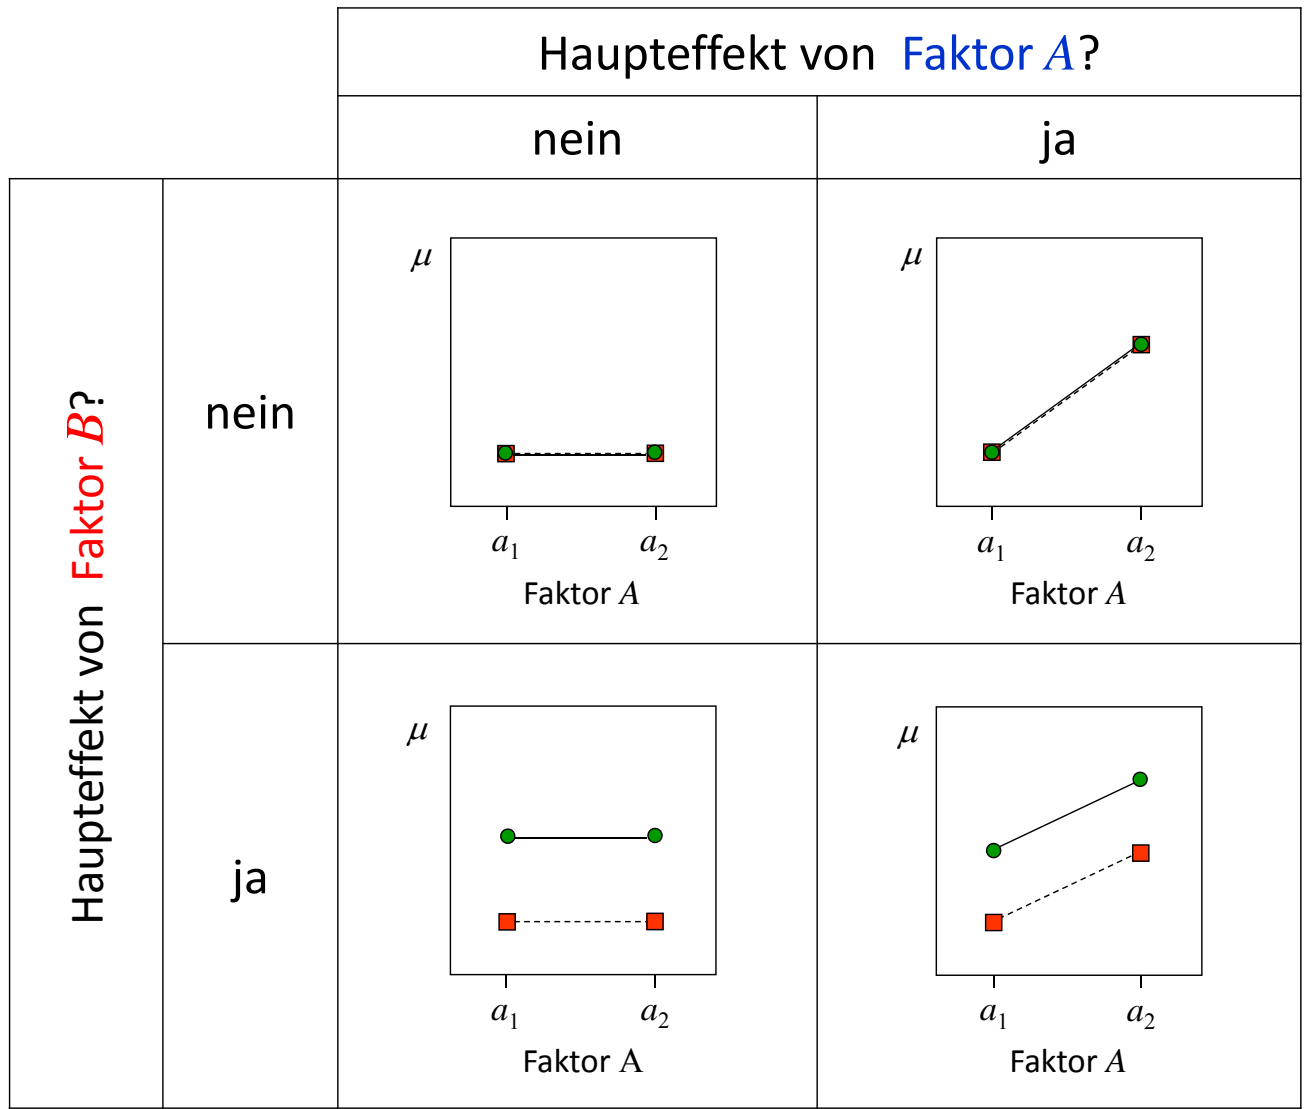 Haupteffekt von Faktor A?
nein
ja
Haupteffekt von Faktor B?
nein
μ
a1
a2
Faktor A
μ
a1
a2
Faktor A
ja
μ
a1
a2
Faktor A
μ
a1
a2
Faktor A